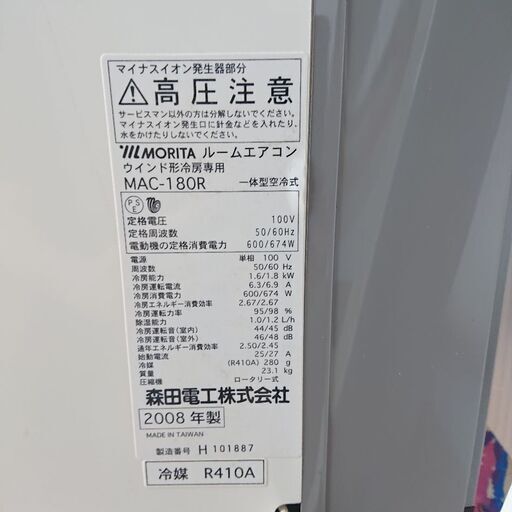 マイナスイオン発生器部分
高圧注意
サービスマン以外の方は分解しないでください。
マイナスイオン発生口に針金などを入れたり、
水をかけたりしないでください。
MORITA ルームエアコン
ウインド形冷房専用
MAC-180R 一体型空冷式
PSE
定格電圧 100V
定格周波数 50/60Hz
電動機の定格消費電力 600/674W
電源 単相 100 V
周波数 50/60 Hz
冷房能力 1.6/1.8 kW
冷房運転電流 6.3/6.9 A
冷房消費電力 600/674 W
冷房エネルギー消費効率 2.67/2.67
冷房運転力率 95/98 %
除湿能力 1.0/1.2 L/h
冷房運転音(室内) 44/45 dB
冷房運転音(室外) 46/48 dB
通年エネルギー消費効率 2.50/2.45
始動電流 25/27 A
冷媒 (R410A) 280 g
質量 23.1 kg
圧縮機 ロータリー式
森田電工株式会社
2008 年製
MADE IN TAIWAN
製造番号 H 101887
冷媒 R410A